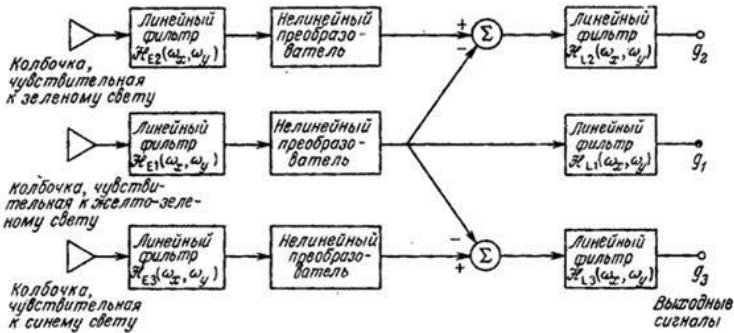 Линейный
фильтр
ℋE2(ωx,ωy)
Нелинейный
преобразо-
ватель
+
−
Σ
Линейный
фильтр
ℋL2(ωx,ωy)
g2
Колбочка,
чувствительная
к зеленому свету
Линейный
фильтр
ℋE1(ωx,ωy)
Нелинейный
преобразо-
ватель
Линейный
фильтр
ℋL1(ωx,ωy)
g1
Колбочка, чувстви-
тельная к желто-зеле-
ному свету
Линейный
фильтр
ℋE3(ωx,ωy)
Нелинейный
преобразо-
ватель
−
+
Σ
Линейный
фильтр
ℋL3(ωx,ωy)
g3
Колбочка,
чувствительная
к синему свету
Выходные
сигналы